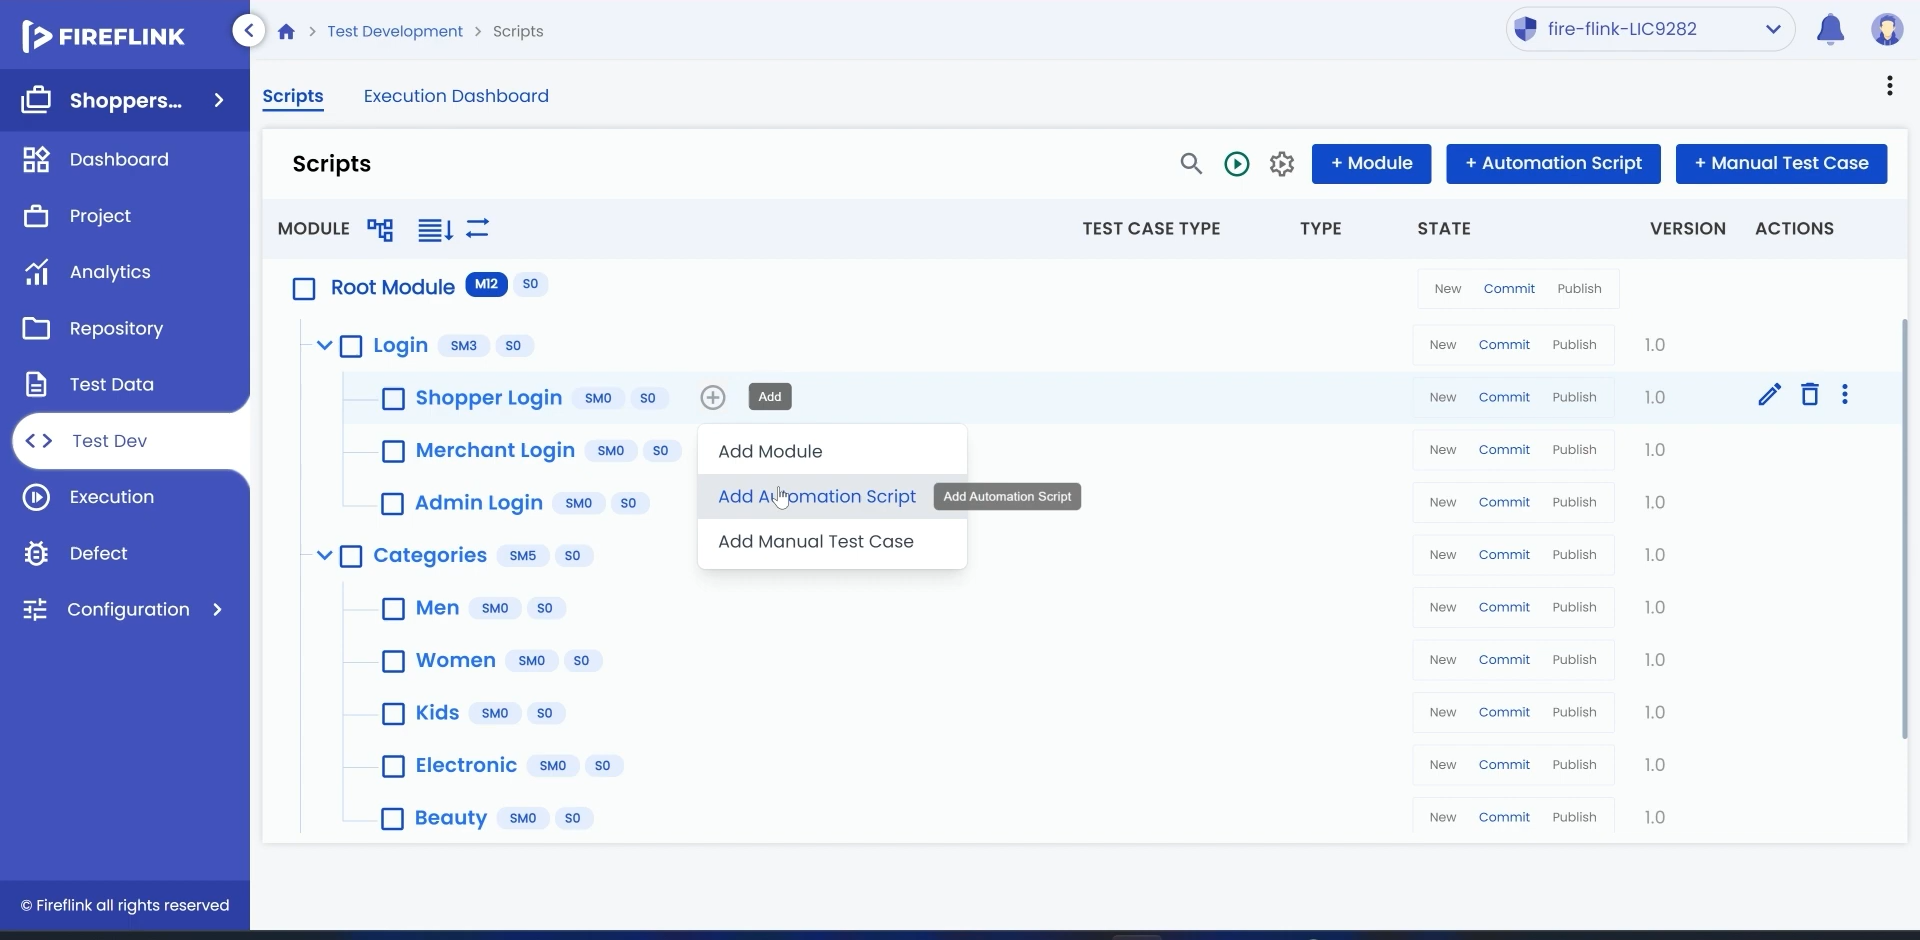 FIREFLINK
Test Development
Scripts
fire-flink-LIC9282
Shoppers...
Scripts
Execution Dashboard
Dashboard
Project
Analytics
Repository
Test Data
Test Dev
Execution
Defect
Configuration
© Fireflink all rights reserved
Scripts
+ Module
+ Automation Script
+ Manual Test Case
MODULE
TEST CASE TYPE
TYPE
STATE
VERSION
ACTIONS
Root Module M12 S0 New Commit Publish
Login SM3 S0 New Commit Publish 1.0
Shopper Login SM0 S0 Add New Commit Publish 1.0
Merchant Login SM0 S0 New Commit Publish 1.0
Admin Login SM0 S0 New Commit Publish 1.0
Categories SM5 S0 New Commit Publish 1.0
Men SM0 S0 New Commit Publish 1.0
Women SM0 S0 New Commit Publish 1.0
Kids SM0 S0 New Commit Publish 1.0
Electronic SM0 S0 New Commit Publish 1.0
Beauty SM0 S0 New Commit Publish 1.0
Add Module
Add Automation Script
Add Automation Script
Add Manual Test Case